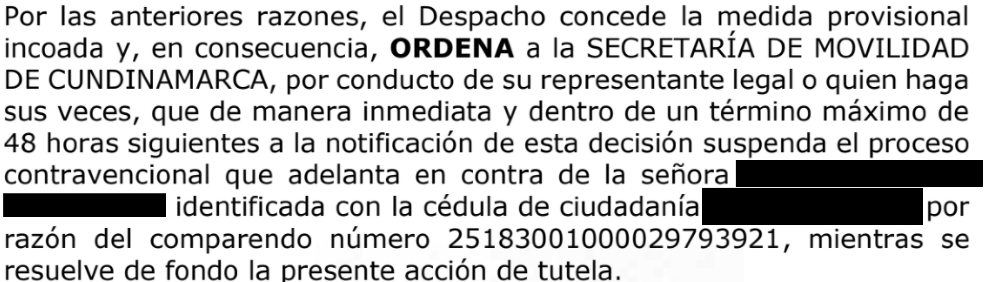 Por las anteriores razones, el Despacho concede la medida provisional
incoada y, en consecuencia, ORDENA a la SECRETARÍA DE MOVILIDAD
DE CUNDINAMARCA, por conducto de su representante legal o quien haga
sus veces, que de manera inmediata y dentro de un término máximo de
48 horas siguientes a la notificación de esta decisión suspenda el proceso
contravencional que adelanta en contra de la señora
identificada con la cédula de ciudadanía por
razón del comparendo número 25183001000029793921, mientras se
resuelve de fondo la presente acción de tutela.